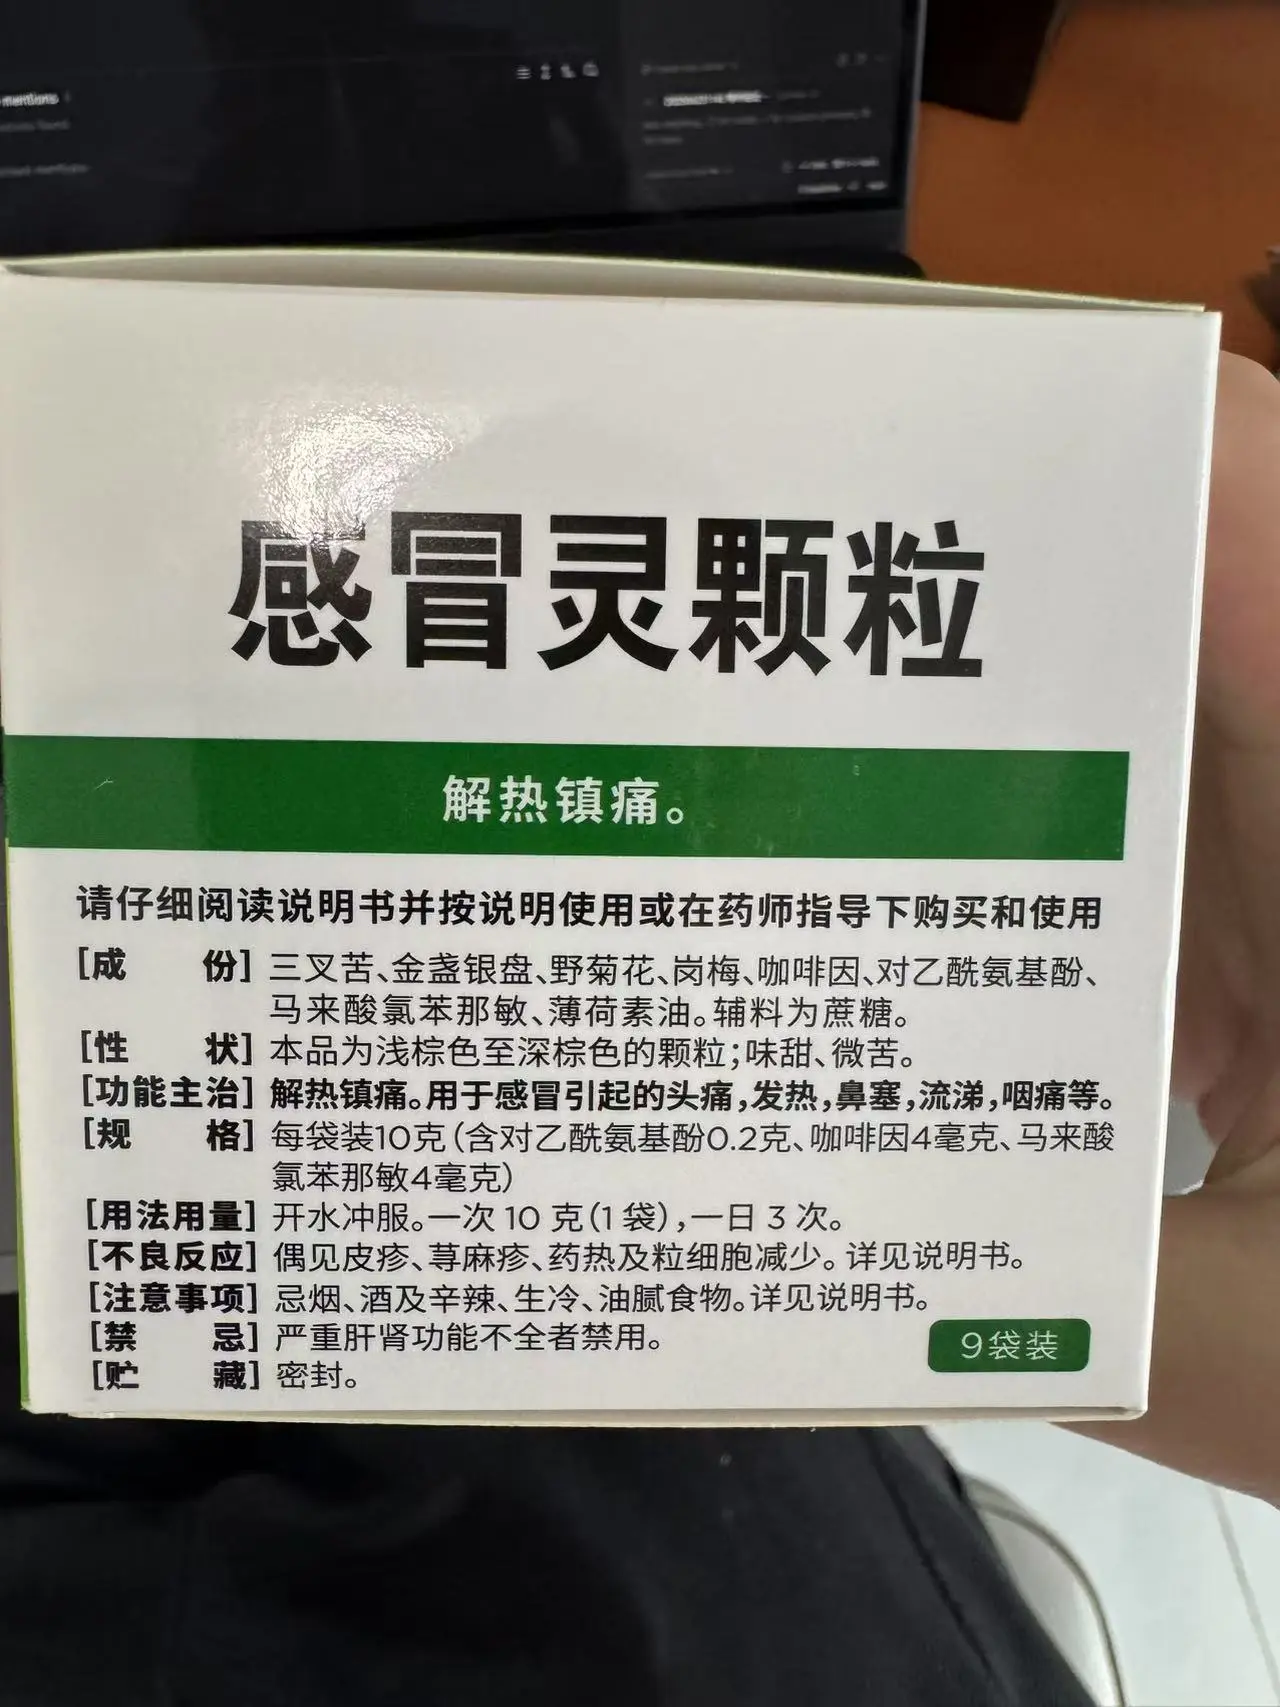 mentions
感冒灵颗粒
解热镇痛。
请仔细阅读说明书并按说明使用或在药师指导下购买和使用
[成 份] 三叉苦、金盏银盘、野菊花、岗梅、咖啡因、对乙酰氨基酚、
马来酸氯苯那敏、薄荷素油。辅料为蔗糖。
[性 状] 本品为浅棕色至深棕色的颗粒；味甜、微苦。
[功能主治] 解热镇痛。用于感冒引起的头痛，发热，鼻塞，流涕，咽痛等。
[规 格] 每袋装10克（含对乙酰氨基酚0.2克、咖啡因4毫克、马来酸
氯苯那敏4毫克）
[用法用量] 开水冲服。一次 10 克（1 袋），一日 3 次。
[不良反应] 偶见皮疹、荨麻疹、药热及粒细胞减少。详见说明书。
[注意事项] 忌烟、酒及辛辣、生冷、油腻食物。详见说明书。
[禁 忌] 严重肝肾功能不全者禁用。
[贮 藏] 密封。
9袋装